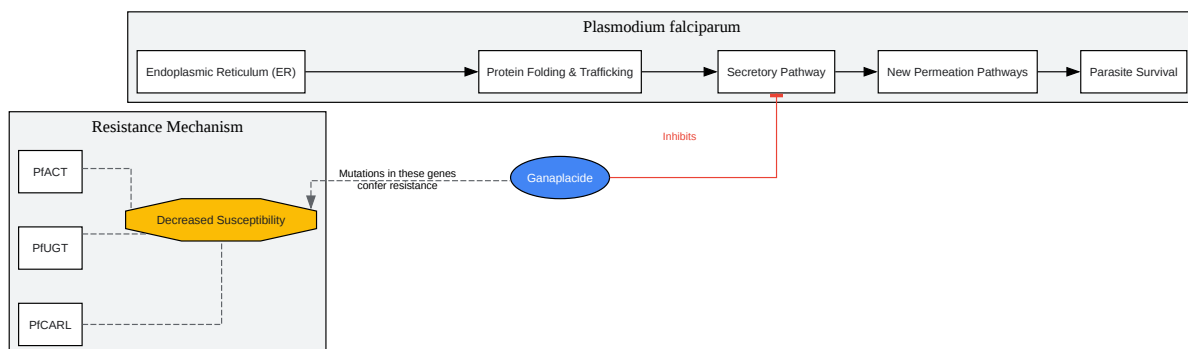 Plasmodium falciparum
Endoplasmic Reticulum (ER)
Protein Folding & Trafficking
Secretory Pathway
New Permeation Pathways
Parasite Survival
Resistance Mechanism
Inhibits
PfACT
Mutations in these genes
confer resistance
Ganaplacide
Decreased Susceptibility
PfUGT
PfCARL